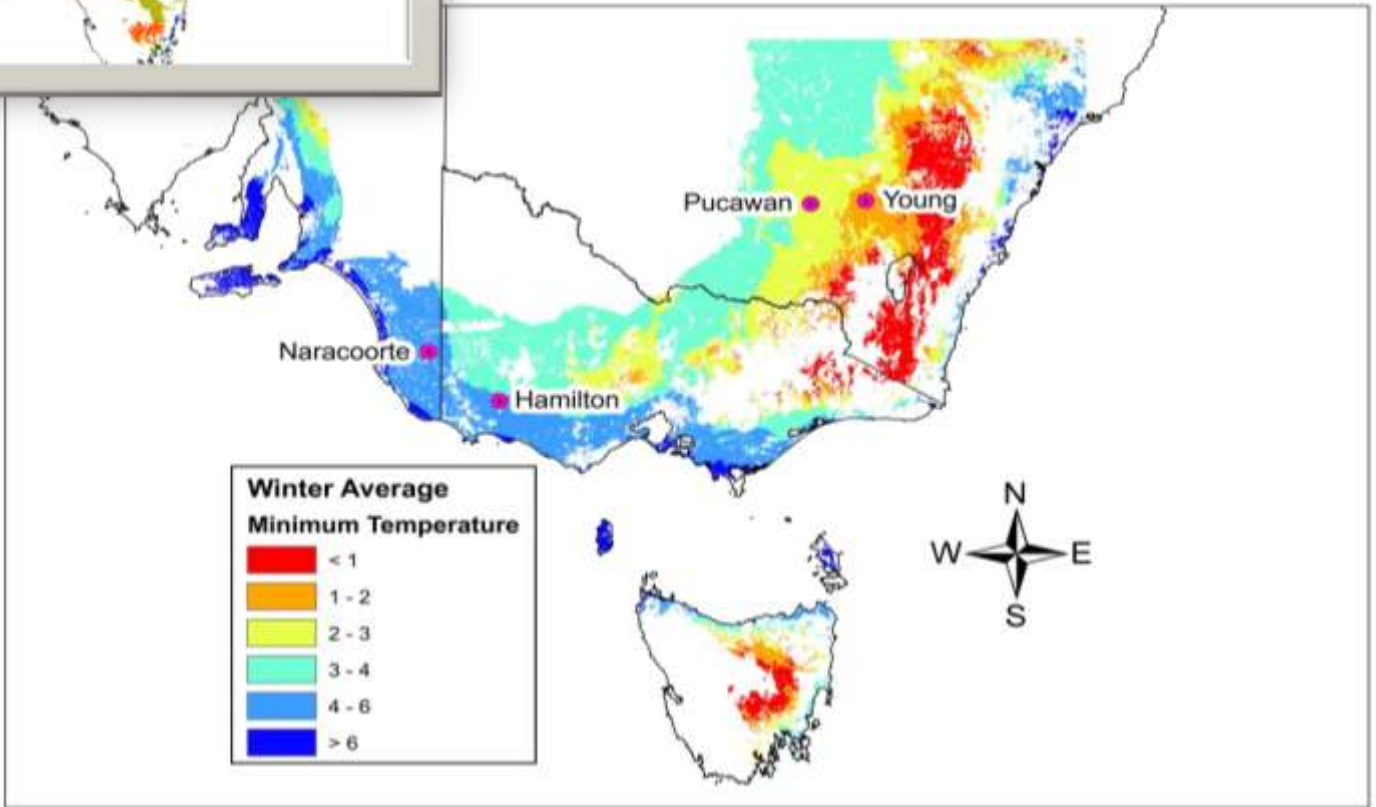 Pucawan
Young
Naracoorte
Hamilton
Winter Average
Minimum Temperature
< 1
1 - 2
2 - 3
3 - 4
4 - 6
> 6
N
W
E
S